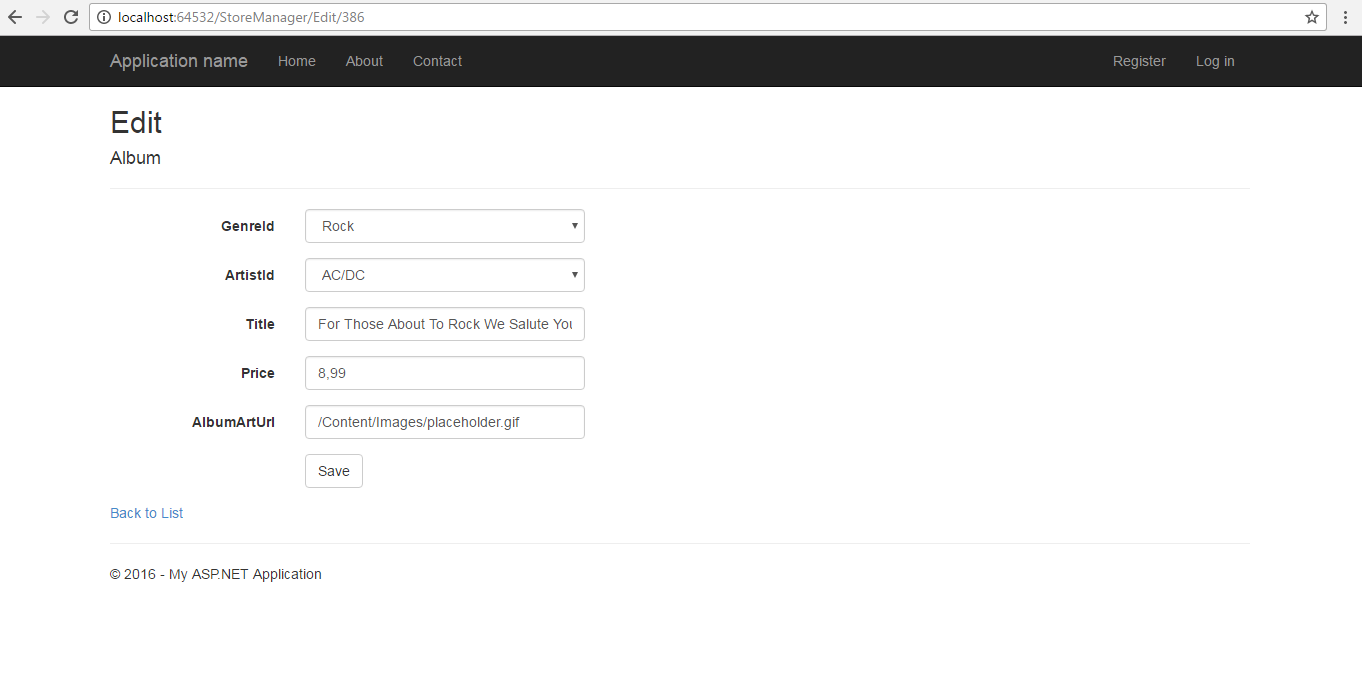 localhost:64532/StoreManager/Edit/386
Application name Home About Contact Register Log in
Edit
Album
GenreId Rock
ArtistId AC/DC
Title For Those About To Rock We Salute You
Price 8,99
AlbumArtUrl /Content/Images/placeholder.gif
Save
Back to List
© 2016 - My ASP.NET Application